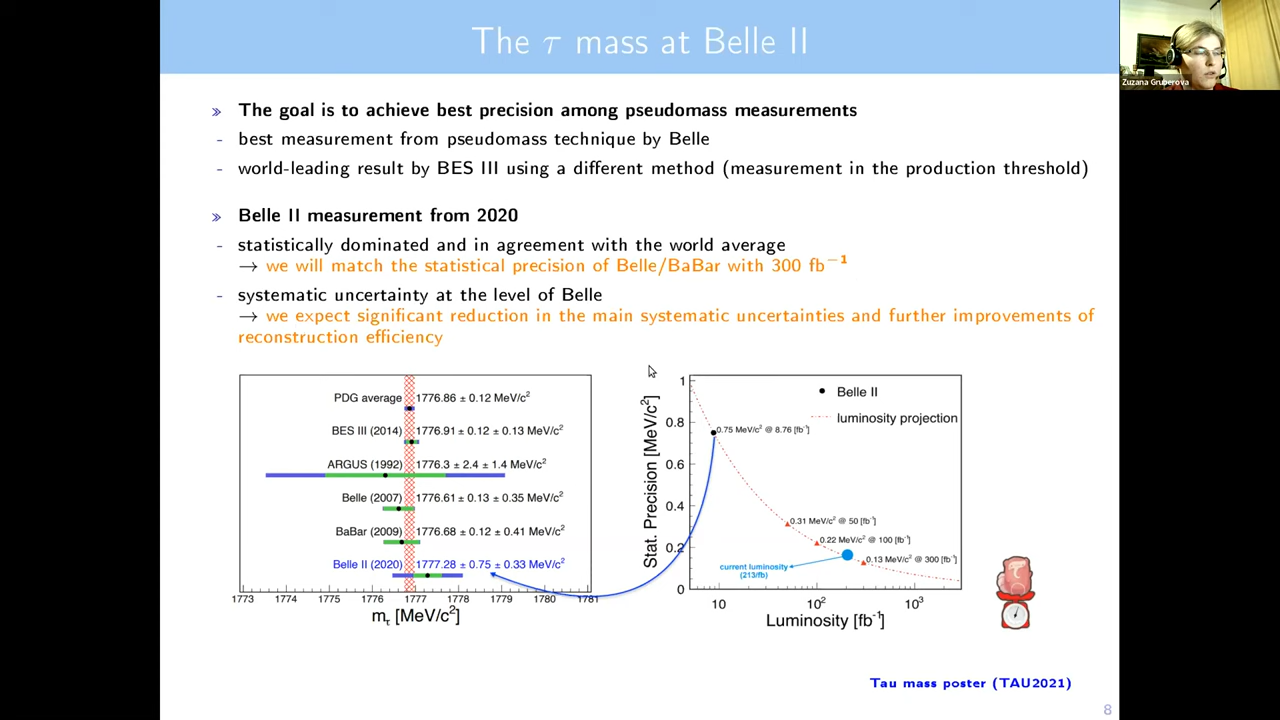 The τ mass at Belle II
Zuzana Gruberova
» The goal is to achieve best precision among pseudomass measurements
- best measurement from pseudomass technique by Belle
- world-leading result by BES III using a different method (measurement in the production threshold)
» Belle II measurement from 2020
- statistically dominated and in agreement with the world average
→ we will match the statistical precision of Belle/BaBar with 300 fb⁻¹
- systematic uncertainty at the level of Belle
→ we expect significant reduction in the main systematic uncertainties and further improvements of
reconstruction efficiency
PDG average 1776.86 ± 0.12 MeV/c²
BES III (2014) 1776.91 ± 0.12 ± 0.13 MeV/c²
ARGUS (1992) 1776.3 ± 2.4 ± 1.4 MeV/c²
Belle (2007) 1776.61 ± 0.13 ± 0.35 MeV/c²
BaBar (2009) 1776.68 ± 0.12 ± 0.41 MeV/c²
Belle II (2020) 1777.28 ± 0.75 ± 0.33 MeV/c²
1773 1774 1775 1776 1777 1778 1779 1780 1781
mτ [MeV/c²]
Stat. Precision [MeV/c²]
1
0.8
0.6
0.4
0.2
0
Belle II
luminosity projection
0.75 MeV/c² @ 8.76 [fb⁻¹]
0.31 MeV/c² @ 50 [fb⁻¹]
0.22 MeV/c² @ 100 [fb⁻¹]
0.13 MeV/c² @ 300 [fb⁻¹]
current luminosity
(213/fb)
10 10² 10³
Luminosity [fb⁻¹]
τ
Tau mass poster (TAU2021)
8